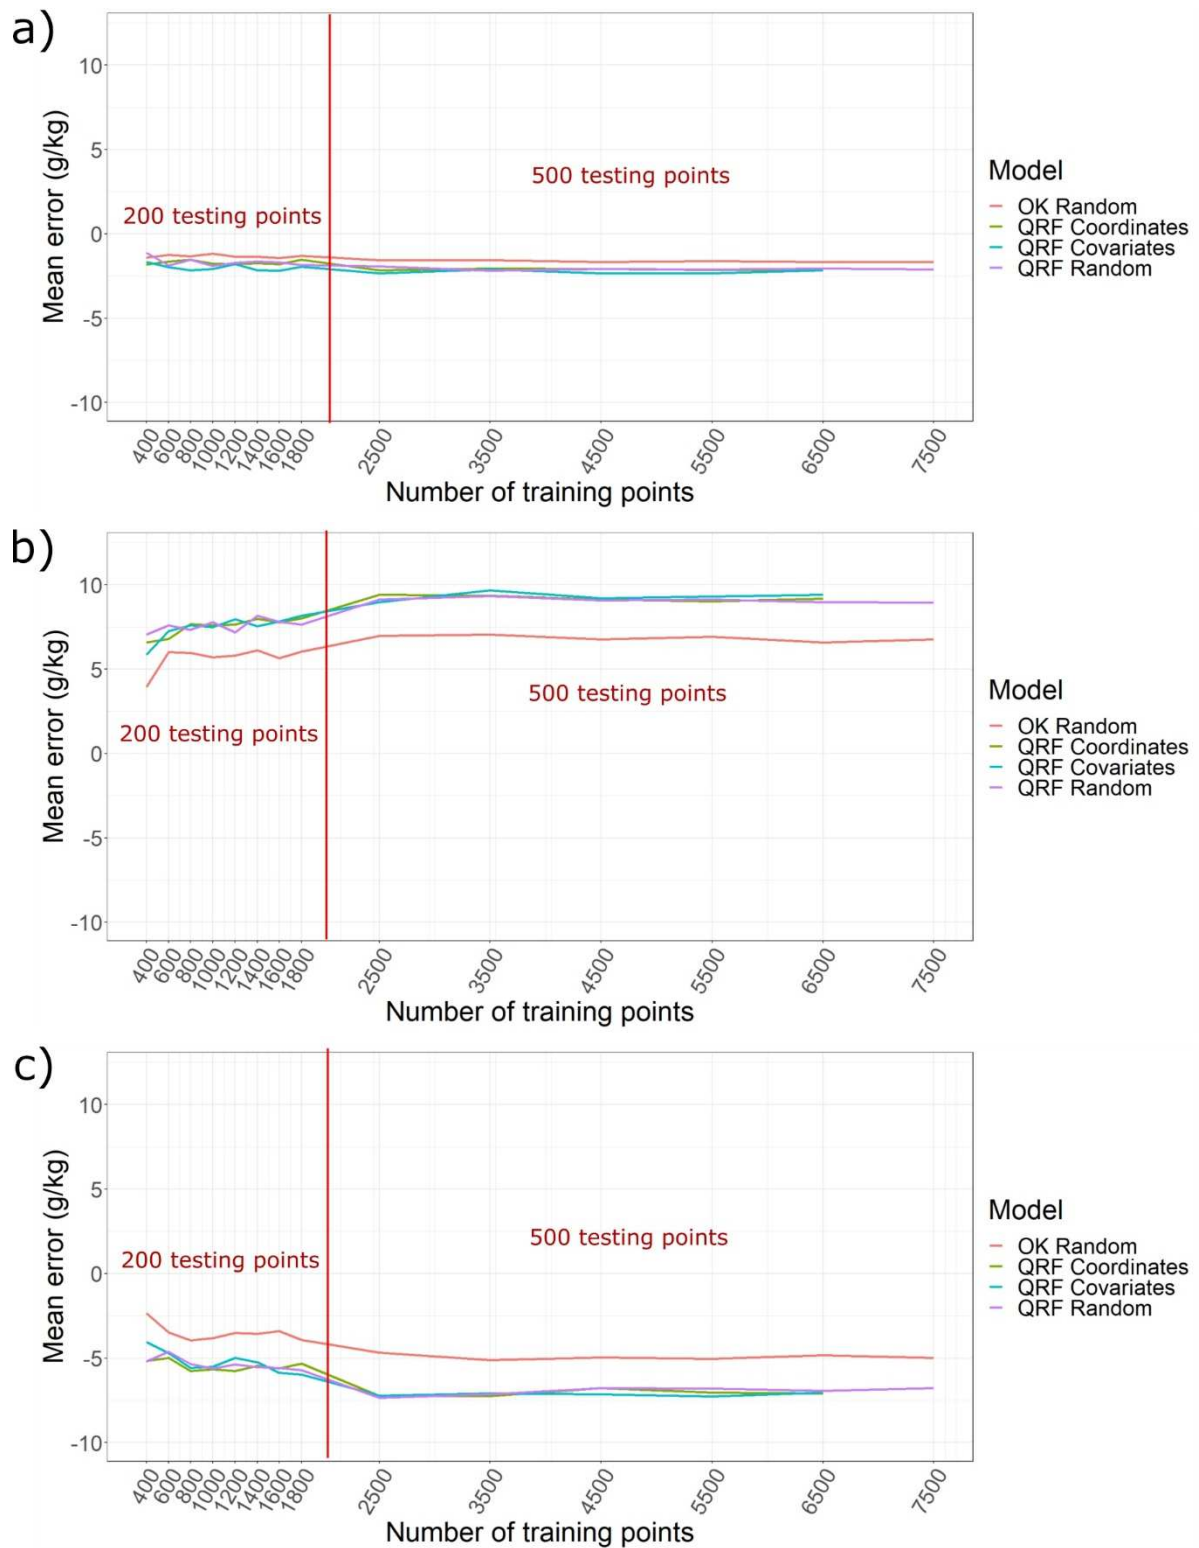 a)
Mean error (g/kg)
10
5
0
-5
-10
200 testing points
500 testing points
400
600
800
1000
1200
1400
1600
1800
2500
3500
4500
5500
6500
7500
Number of training points
Model
OK Random
QRF Coordinates
QRF Covariates
QRF Random
b)
Mean error (g/kg)
10
5
0
-5
-10
200 testing points
500 testing points
400
600
800
1000
1200
1400
1600
1800
2500
3500
4500
5500
6500
7500
Number of training points
Model
OK Random
QRF Coordinates
QRF Covariates
QRF Random
c)
Mean error (g/kg)
10
5
0
-5
-10
200 testing points
500 testing points
400
600
800
1000
1200
1400
1600
1800
2500
3500
4500
5500
6500
7500
Number of training points
Model
OK Random
QRF Coordinates
QRF Covariates
QRF Random